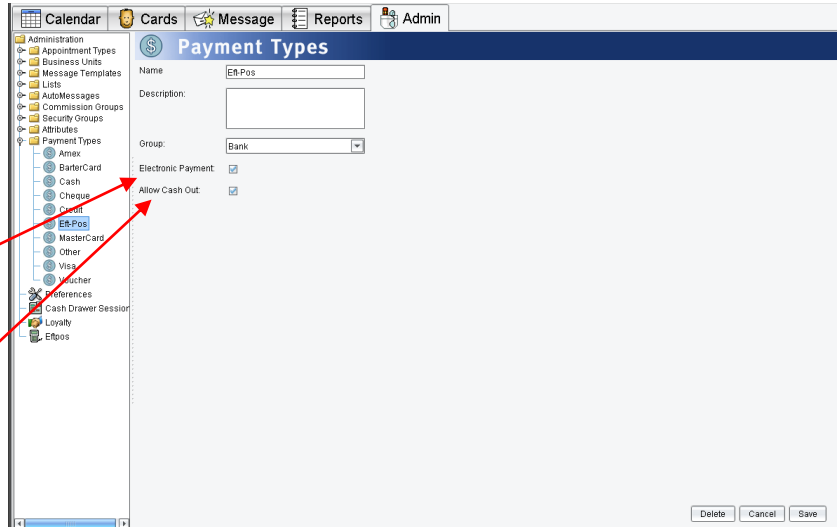 Calendar Cards Message Reports Admin
Administration
Appointment Types
Business Units
Message Templates
Lists
AutoMessages
Commission Groups
Security Groups
Attributes
Payment Types
Amex
BarterCard
Cash
Cheque
Credit
Eft-Pos
MasterCard
Other
Visa
Voucher
Preferences
Cash Drawer Session
Loyalty
Eftpos
Payment Types
Name Eft-Pos
Description:
Group: Bank
Electronic Payment:
Allow Cash Out:
Delete Cancel Save